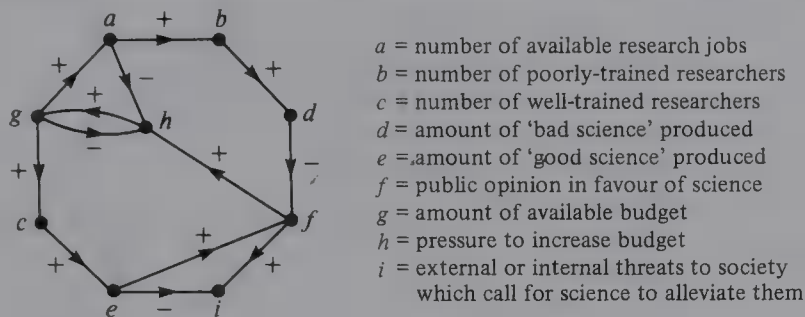 a + b
+ - +
a = number of available research jobs
b = number of poorly-trained researchers
c = number of well-trained researchers
g + h d
-
d = amount of ‘bad science’ produced
+ + -
e = amount of ‘good science’ produced
f = public opinion in favour of science
c + f
g = amount of available budget
h = pressure to increase budget
+ +
i = external or internal threats to society
e - i
which call for science to alleviate them